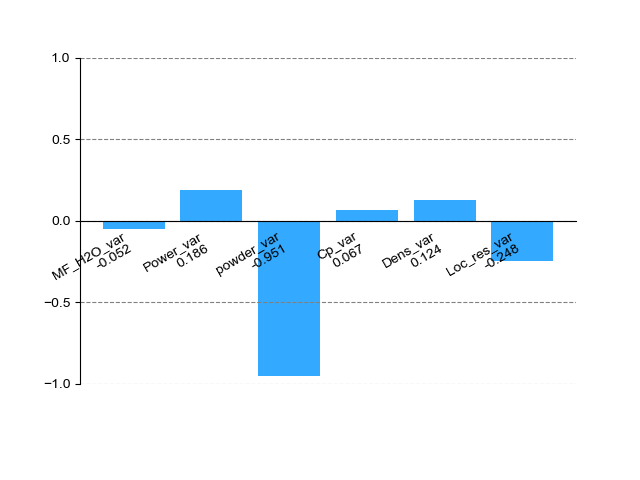 1.0
0.5
0.0
−0.5
−1.0
MF_H2O_var
-0.052
Power_var
0.186
powder_var
-0.951
Cp_var
0.067
Dens_var
0.124
Loc_res_var
-0.248